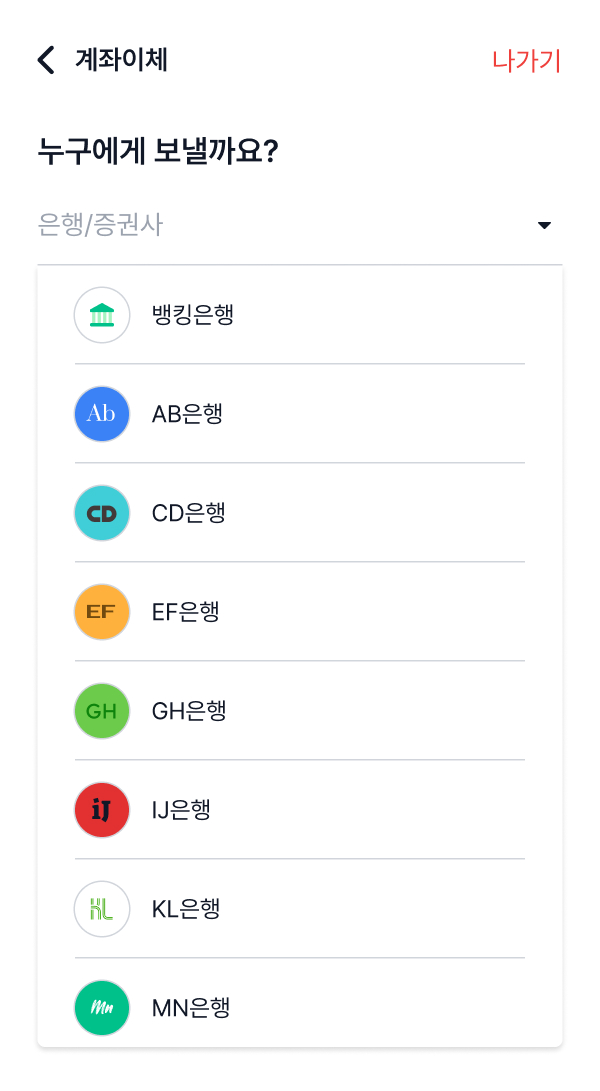 계좌이체 나가기
누구에게 보낼까요?
은행/증권사
뱅킹은행
Ab AB은행
CD CD은행
EF EF은행
GH GH은행
iJ IJ은행
KL KL은행
Mn MN은행